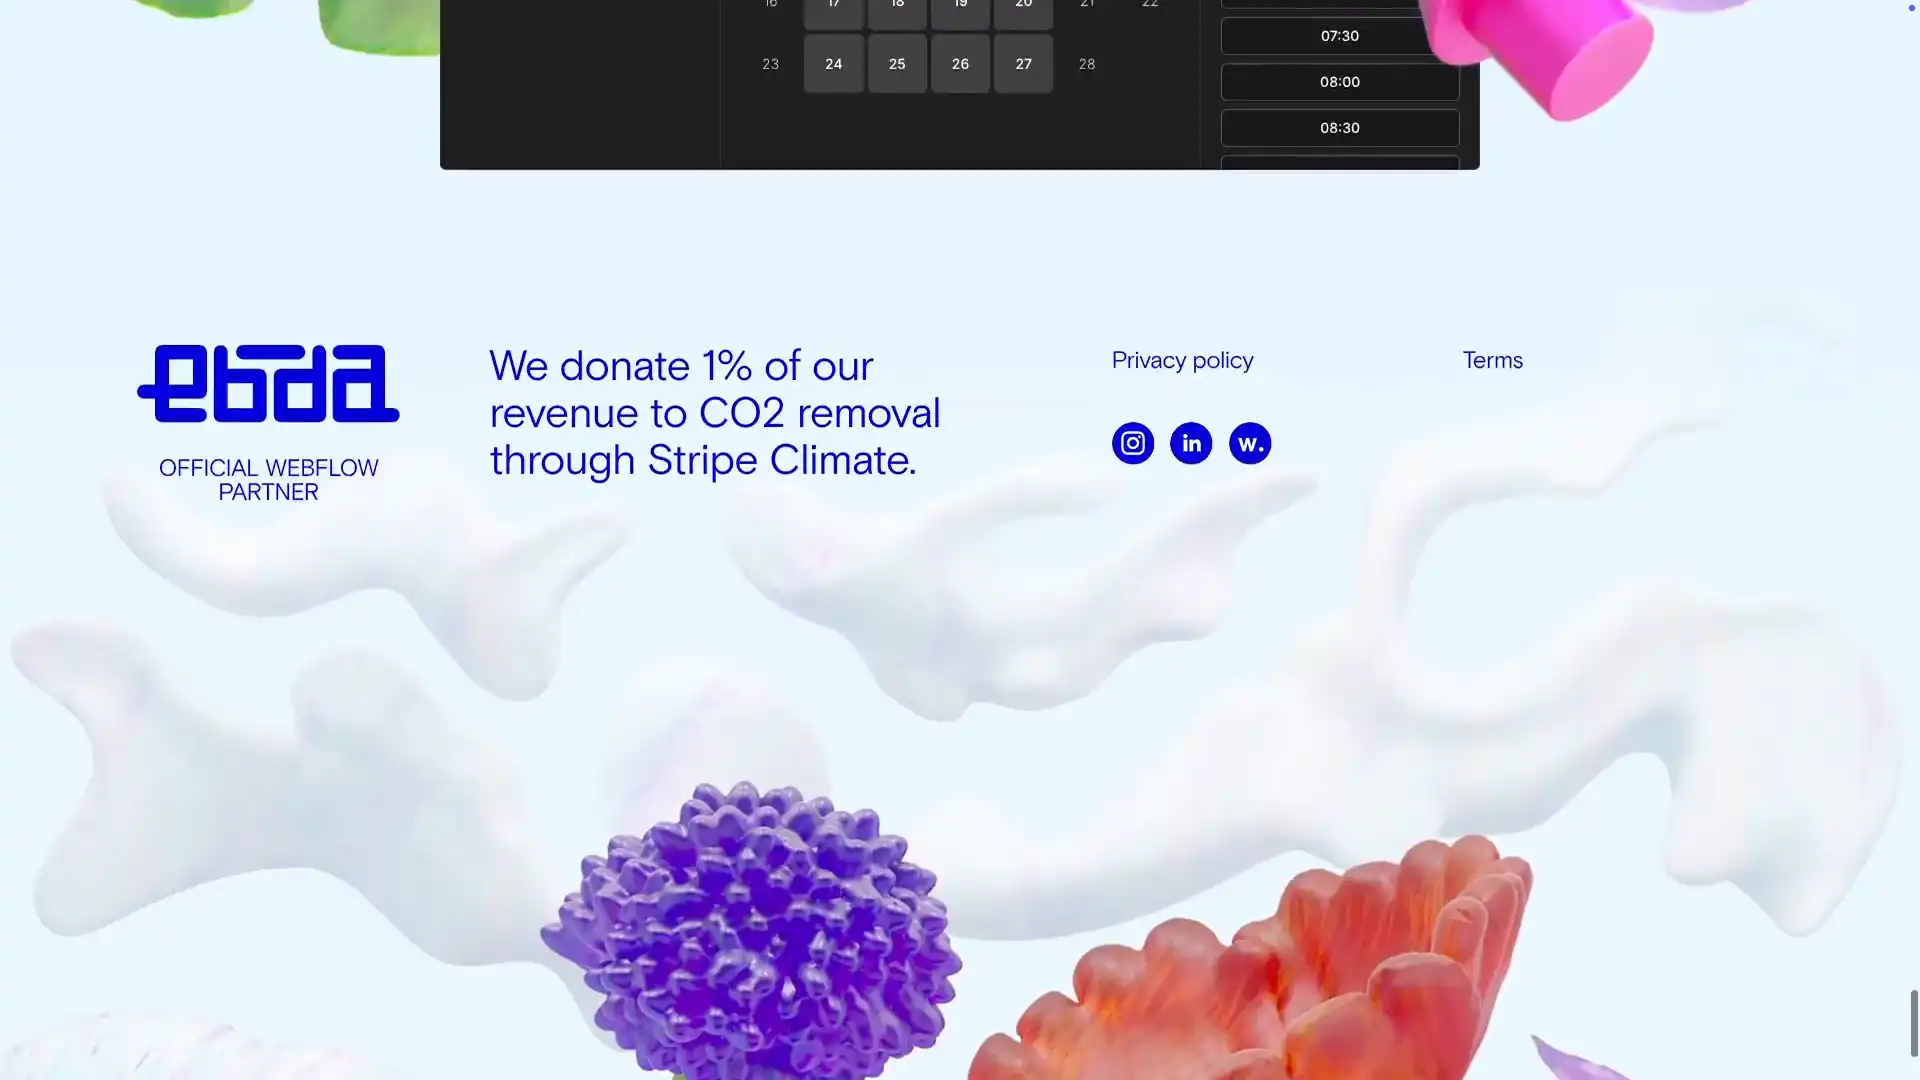 16 17 18 19 20 21 22
23 24 25 26 27 28
07:30
08:00
08:30
ebda
OFFICIAL WEBFLOW
PARTNER
We donate 1% of our
revenue to CO2 removal
through Stripe Climate.
Privacy policy
Terms
in
w.